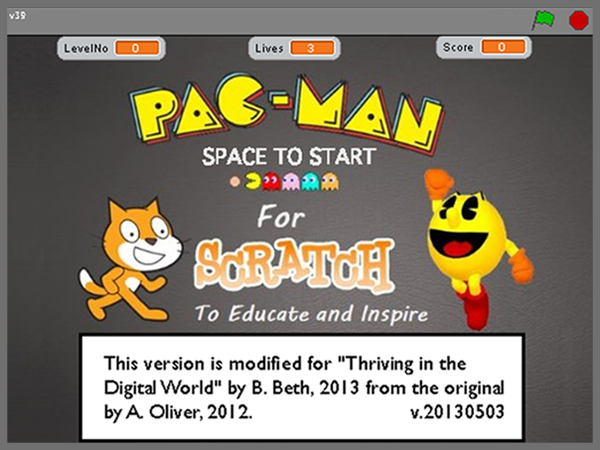 v39
LevelNo 0 Lives 3 Score 0
PAC-MAN
SPACE TO START
For
SCRATCH
To Educate and Inspire
This version is modified for "Thriving in the
Digital World" by B. Beth, 2013 from the original
by A. Oliver, 2012. v.20130503